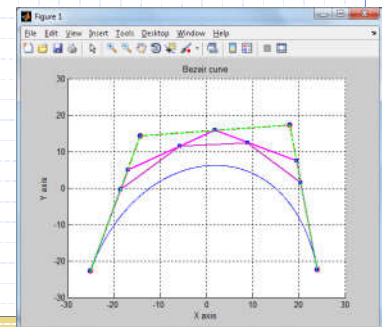 Figure 1
File Edit View Insert Tools Desktop Window Help
Bezair curve
30
20
10
0
-10
-20
-30
Y axis
-30 -20 -10 0 10 20 30
X axis